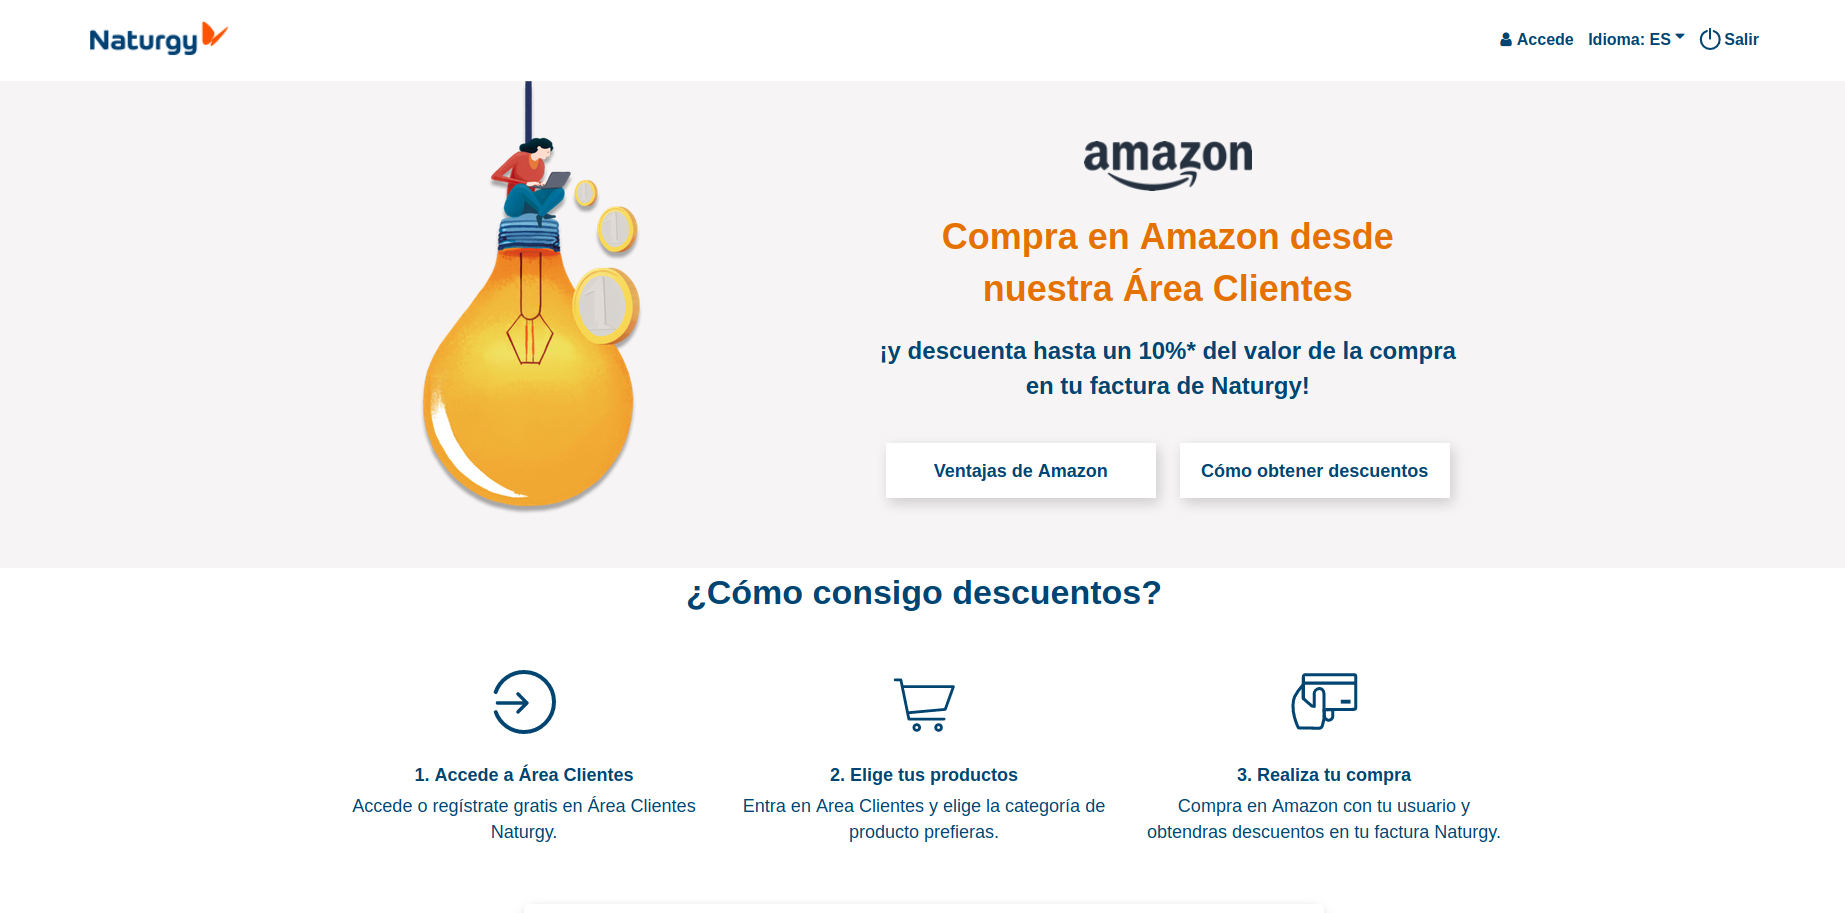 Naturgy
Accede Idioma: ES Salir
amazon
Compra en Amazon desde
nuestra Área Clientes
¡y descuenta hasta un 10%* del valor de la compra
en tu factura de Naturgy!
Ventajas de Amazon
Cómo obtener descuentos
¿Cómo consigo descuentos?
1. Accede a Área Clientes
Accede o regístrate gratis en Área Clientes
Naturgy.
2. Elige tus productos
Entra en Area Clientes y elige la categoría de
producto prefieras.
3. Realiza tu compra
Compra en Amazon con tu usuario y
obtendras descuentos en tu factura Naturgy.